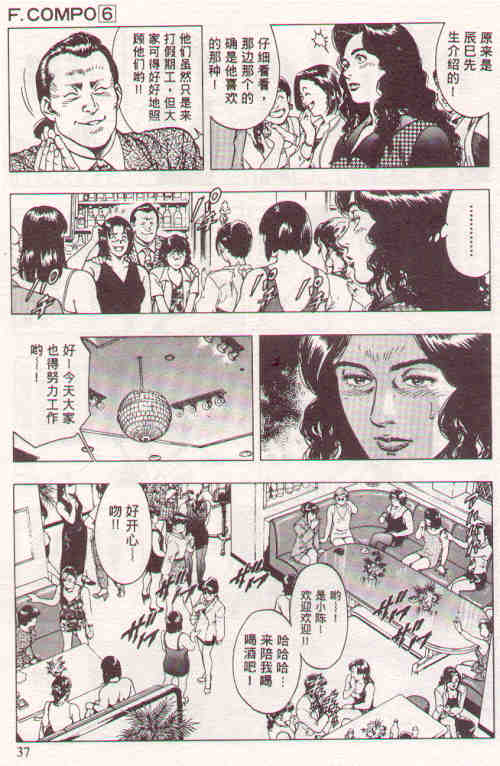 F.COMPO 6
原来是
辰巳先
生介绍的！
仔细看看，
那边那个的
确是他喜欢
的那种！
他们虽然只是来
打假期工，但大
家可得好好地照
顾他们哟!!
…………
好－今天大家
也得努力工作
哟－！
哟－！
是小陈－
欢迎欢迎!!
哈哈哈…
来陪我喝
喝酒吧！
好开心－
吻!!
37